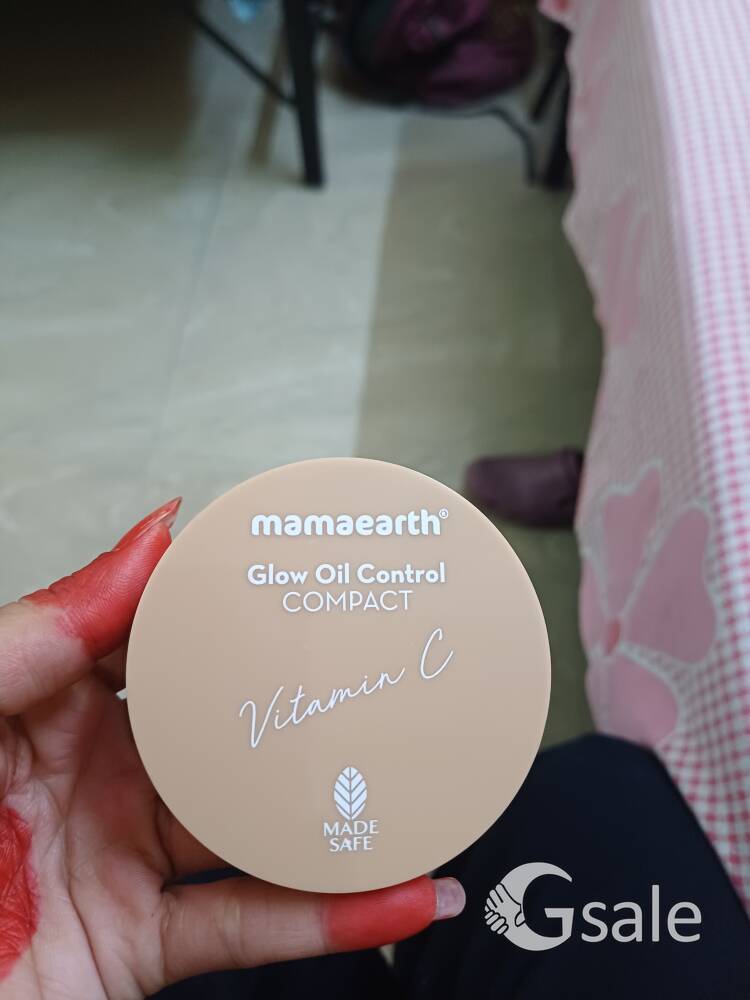 mamaearth®
Glow Oil Control
COMPACT
Vitamin C
MADE
SAFE
Gsale